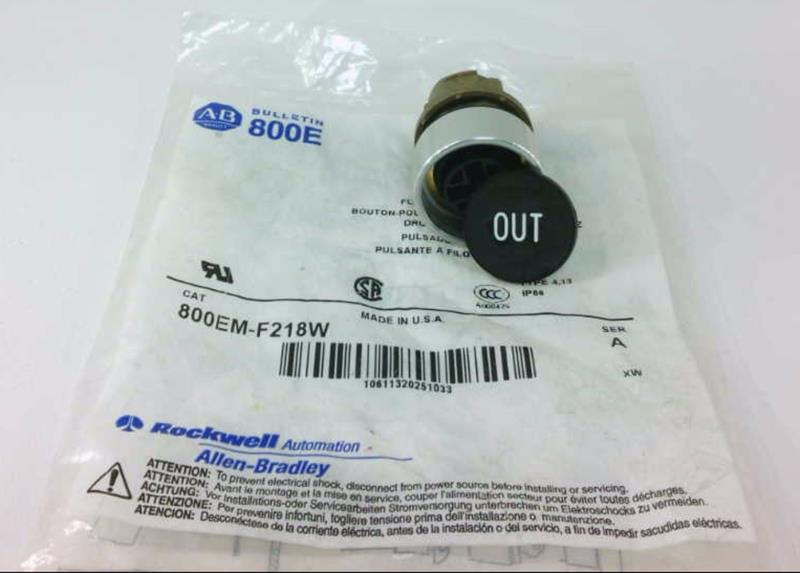 A-B
BULLETIN
800E
BOUTON-POU
PULSAD
PULSANTE A FILO
OUT
TYPE 4,13
IP66
CCC
A000475
MADE IN U.S.A.
CAT
800EM-F218W
SER
A
10611320251033
XW
Rockwell Automation
Allen-Bradley
ATTENTION: To prevent electrical shock, disconnect from power source before installing or servicing.
ATTENTION: Avant le montage et la mise en service, couper l'alimentation secteur pour éviter toutes décharges.
ACHTUNG: Vor Installations-oder Servicearbeiten Stromversorgung unterbrechen um Elektroschocks zu vermeiden.
ATTENZIONE: Per prevenire infortuni, togliere tensione prima dell'installazione o manutenzione.
ATENCION: Desconéctese de la corriente eléctrica, antes de la instalación o del servicio, a fin de impedir sacudidas eléctricas.